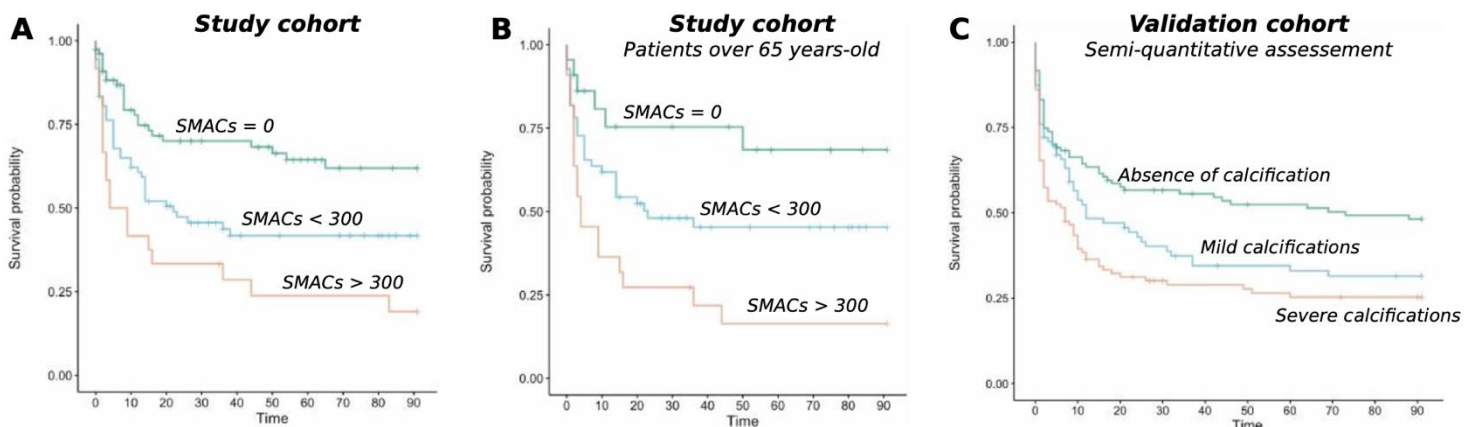 A
Study cohort
Survival probability
1.00
0.75
0.50
0.25
0.00
SMACs = 0
SMACs < 300
SMACs > 300
0 10 20 30 40 50 60 70 80 90
Time
B
Study cohort
Patients over 65 years-old
Survival probability
1.00
0.75
0.50
0.25
0.00
SMACs = 0
SMACs < 300
SMACs > 300
0 10 20 30 40 50 60 70 80 90
Time
C
Validation cohort
Semi-quantitative assessement
Survival probability
1.00
0.75
0.50
0.25
0.00
Absence of calcification
Mild calcifications
Severe calcifications
0 10 20 30 40 50 60 70 80 90
Time